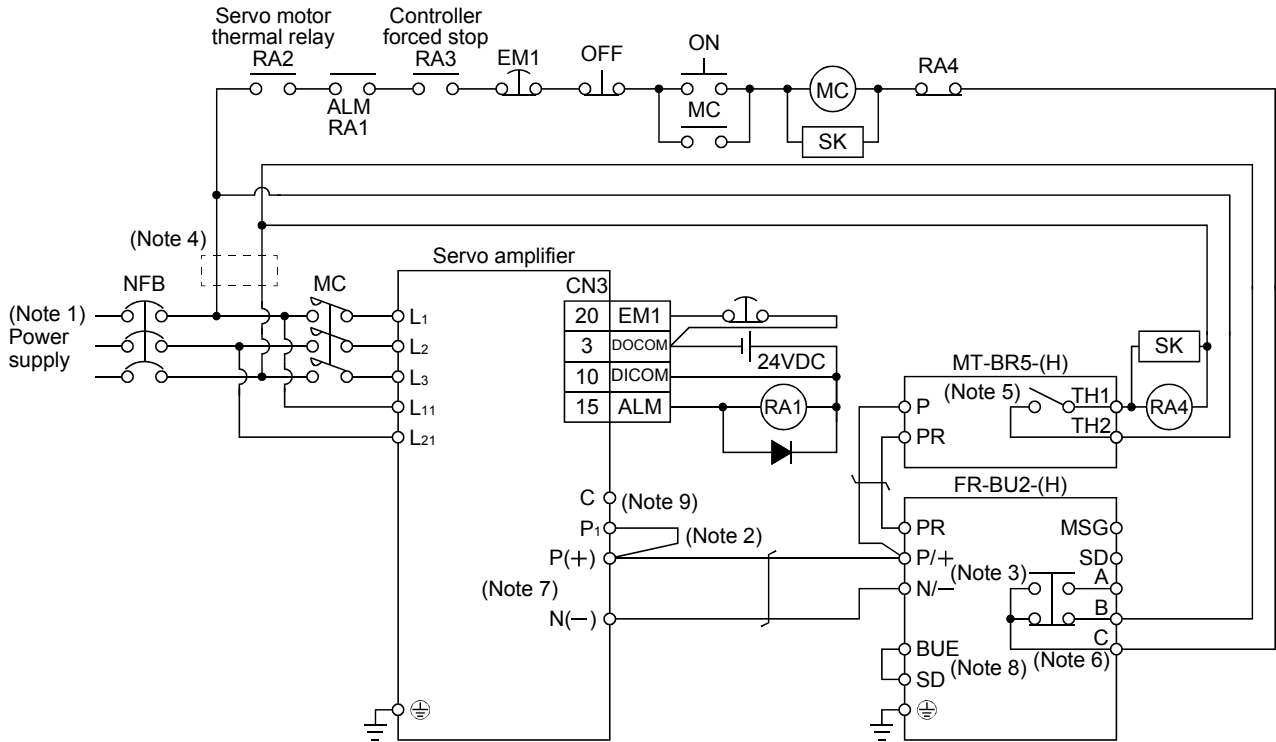 Servo motor
thermal relay
RA2
Controller
forced stop
RA3
EM1
OFF
ON
RA4
MC
ALM
RA1
MC
SK
(Note 4)
NFB
MC
Servo amplifier
CN3
(Note 1)
Power
supply
L1
L2
L3
L11
L21
20 EM1
3 DOCOM
10 DICOM
15 ALM
24VDC
RA1
SK
MT-BR5-(H)
(Note 5)
P
TH1
RA4
TH2
PR
FR-BU2-(H)
C (Note 9)
P1
(Note 2)
P(+)
(Note 7)
N(−)
PR
MSG
P/+
SD
(Note 3)
A
N/−
B
C
BUE
(Note 8)
(Note 6)
SD